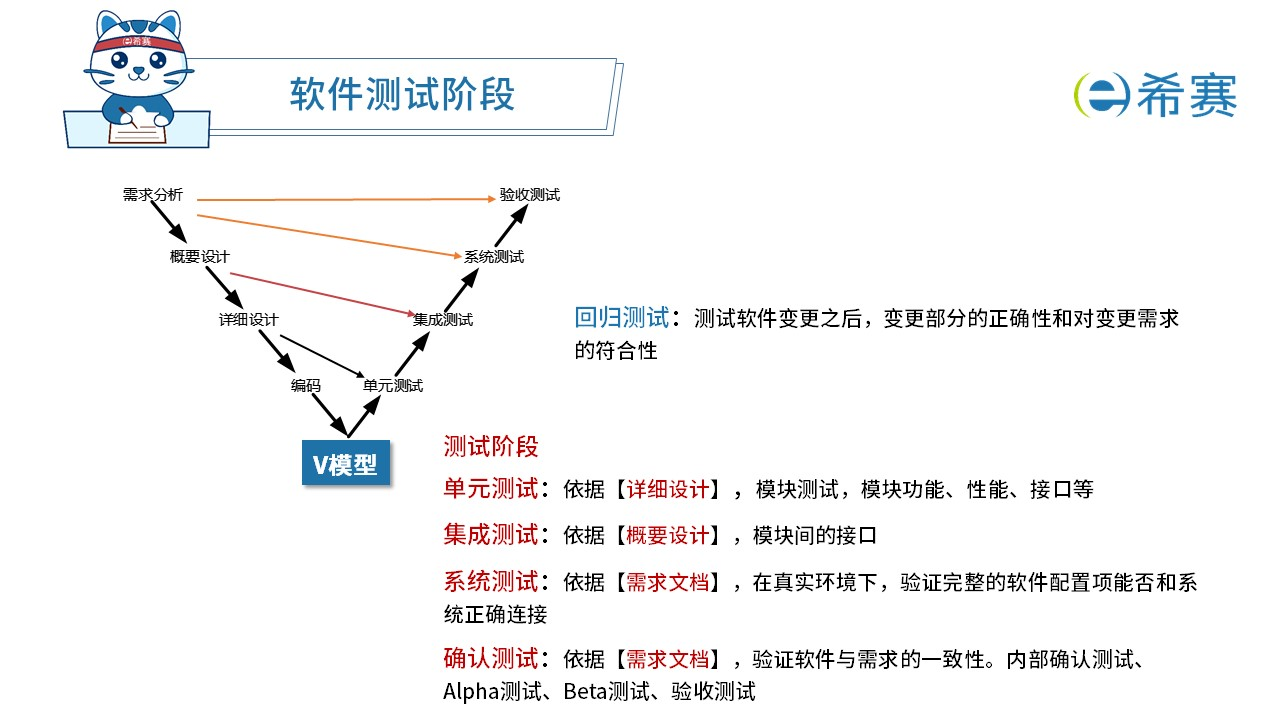 希赛
软件测试阶段
希赛
需求分析
验收测试
概要设计
系统测试
详细设计
集成测试
编码
单元测试
V模型
回归测试：测试软件变更之后，变更部分的正确性和对变更需求
的符合性
测试阶段
单元测试：依据【详细设计】，模块测试，模块功能、性能、接口等
集成测试：依据【概要设计】，模块间的接口
系统测试：依据【需求文档】，在真实环境下，验证完整的软件配置项能否和系
统正确连接
确认测试：依据【需求文档】，验证软件与需求的一致性。内部确认测试、
Alpha测试、Beta测试、验收测试